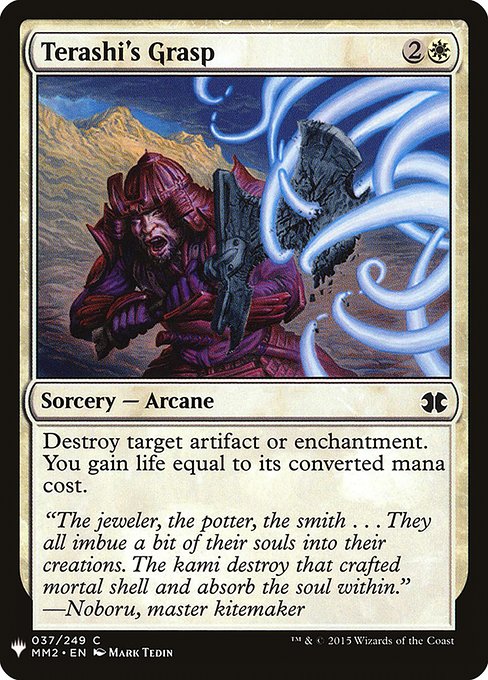 Terashi's Grasp 2
Sorcery — Arcane
Destroy target artifact or enchantment.
You gain life equal to its converted mana
cost.
“The jeweler, the potter, the smith . . . They
all imbue a bit of their souls into their
creations. The kami destroy that crafted
mortal shell and absorb the soul within.”
—Noboru, master kitemaker
037/249 C
MM2 • EN Mark Tedin
™ & © 2015 Wizards of the Coast